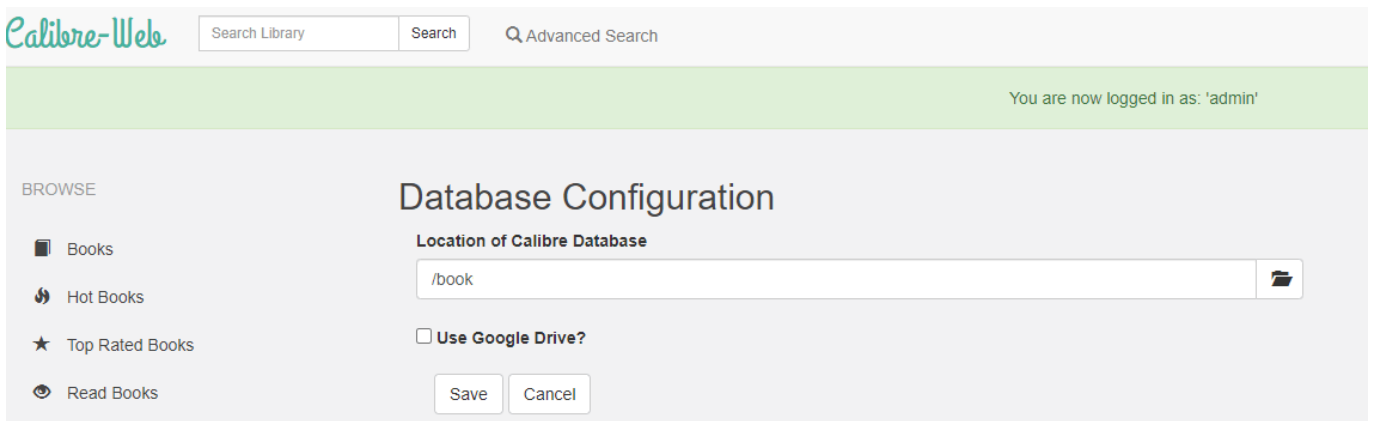 Calibre-Web Search Library Search Advanced Search
You are now logged in as: 'admin'
BROWSE
Books
Hot Books
Top Rated Books
Read Books
Database Configuration
Location of Calibre Database
/book
Use Google Drive?
Save Cancel